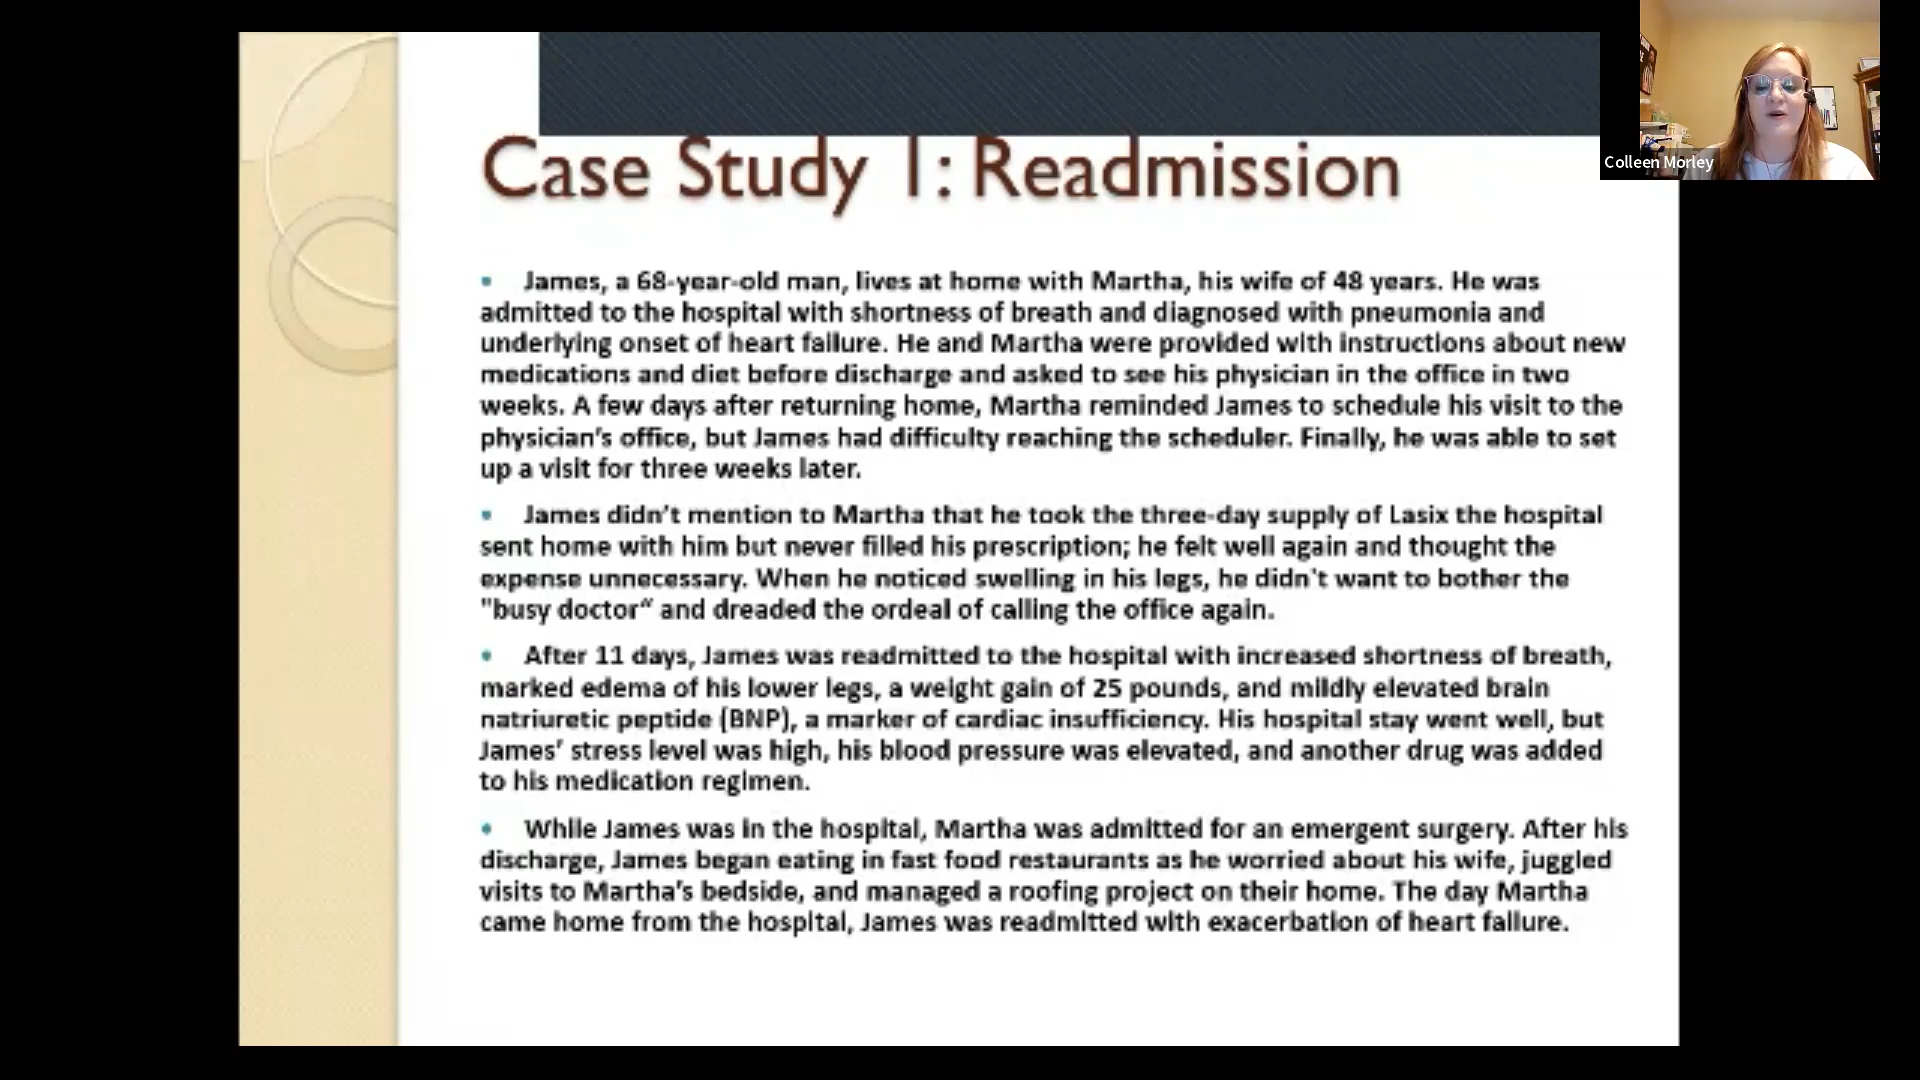 Case Study 1: Readmission
Colleen Morley
• James, a 68-year-old man, lives at home with Martha, his wife of 48 years. He was
admitted to the hospital with shortness of breath and diagnosed with pneumonia and
underlying onset of heart failure. He and Martha were provided with instructions about new
medications and diet before discharge and asked to see his physician in the office in two
weeks. A few days after returning home, Martha reminded James to schedule his visit to the
physician's office, but James had difficulty reaching the scheduler. Finally, he was able to set
up a visit for three weeks later.
• James didn't mention to Martha that he took the three-day supply of Lasix the hospital
sent home with him but never filled his prescription; he felt well again and thought the
expense unnecessary. When he noticed swelling in his legs, he didn't want to bother the
"busy doctor“ and dreaded the ordeal of calling the office again.
• After 11 days, James was readmitted to the hospital with increased shortness of breath,
marked edema of his lower legs, a weight gain of 25 pounds, and mildly elevated brain
natriuretic peptide (BNP), a marker of cardiac insufficiency. His hospital stay went well, but
James' stress level was high, his blood pressure was elevated, and another drug was added
to his medication regimen.
• While James was in the hospital, Martha was admitted for an emergent surgery. After his
discharge, James began eating in fast food restaurants as he worried about his wife, juggled
visits to Martha's bedside, and managed a roofing project on their home. The day Martha
came home from the hospital, James was readmitted with exacerbation of heart failure.